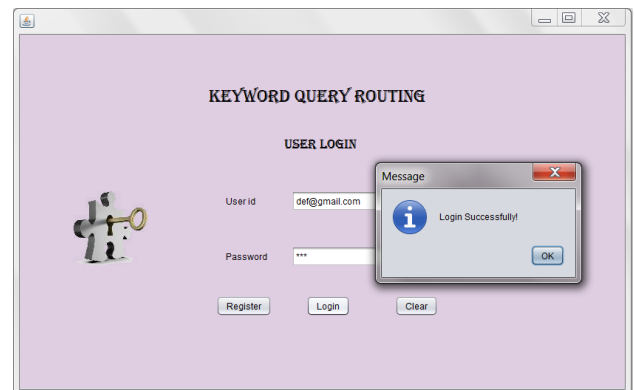 KEYWORD QUERY ROUTING
USER LOGIN
Message
User id def@gmail.com
Login Successfully!
Password ***
OK
Register Login Clear